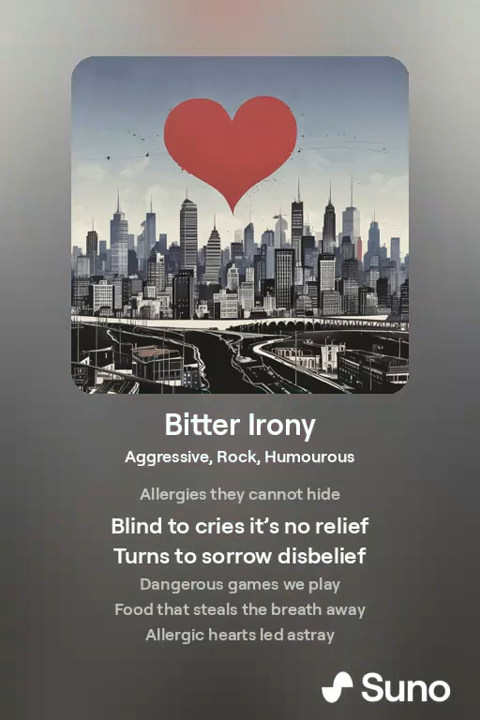 Bitter Irony
Aggressive, Rock, Humourous
Allergies they cannot hide
Blind to cries it's no relief
Turns to sorrow disbelief
Dangerous games we play
Food that steals the breath away
Allergic hearts led astray
Suno